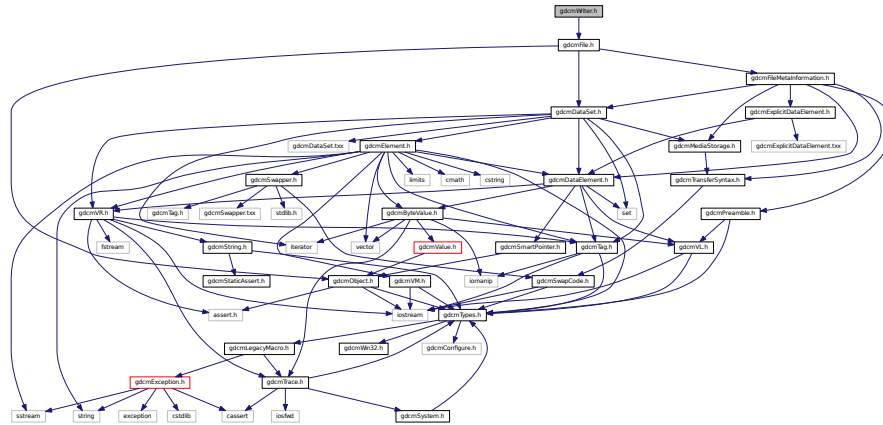 gdcmWriter.h
gdcmFile.h
gdcmFileMetaInformation.h
gdcmDataSet.h
gdcmExplicitDataElement.h
gdcmDataSet.txx
gdcmElement.h
gdcmMediaStorage.h
gdcmExplicitDataElement.txx
gdcmSwapper.h
limits
cmath
cstring
gdcmDataElement.h
gdcmTransferSyntax.h
gdcmVR.h
gdcmTag.h
gdcmSwapper.txx
stdlib.h
gdcmByteValue.h
set
gdcmPreamble.h
fstream
gdcmString.h
iterator
vector
gdcmValue.h
gdcmSmartPointer.h
gdcmTag.h
gdcmVL.h
gdcmStaticAssert.h
gdcmObject.h
gdcmVM.h
iomanip
gdcmSwapCode.h
assert.h
iostream
gdcmTypes.h
gdcmLegacyMacro.h
gdcmWin32.h
gdcmConfigure.h
gdcmException.h
gdcmTrace.h
sstream
string
exception
cstdlib
cassert
iosfwd
gdcmSystem.h